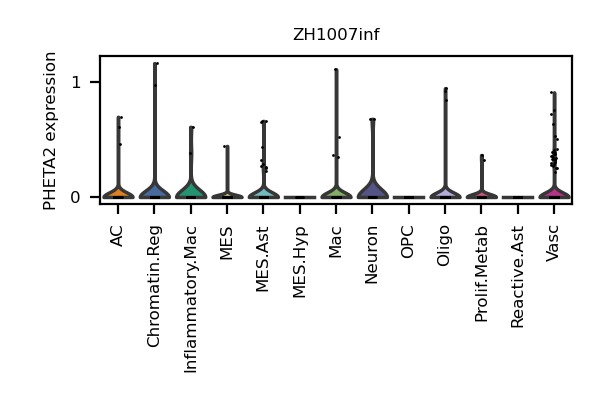 ZH1007inf
PHETA2 expression
1
0
AC
Chromatin.Reg
Inflammatory.Mac
MES
MES.Ast
MES.Hyp
Mac
Neuron
OPC
Oligo
Prolif.Metab
Reactive.Ast
Vasc